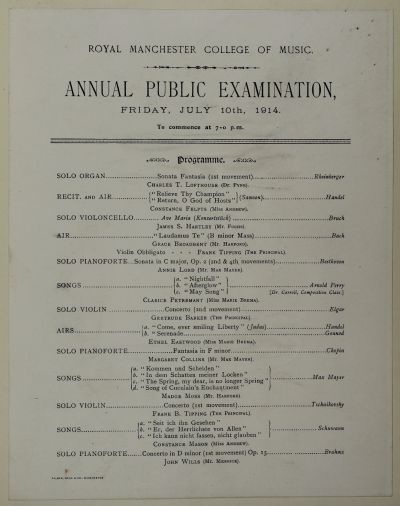 ROYAL MANCHESTER COLLEGE OF MUSIC.
ANNUAL PUBLIC EXAMINATION,
FRIDAY, JULY 10th, 1914.
To commence at 7-0 p.m.
Programme.
SOLO ORGAN ... Sonata Fantasia (1st movement) ... Rheinberger
CHARLES T. LOFTHOUSE (DR. PYNE).
RECIT. AND AIR ... { "Relieve Thy Champion"
"Return, O God of Hosts" } (Samson) ... Handel
CONSTANCE FELPTS (MISS ANDREW).
SOLO VIOLONCELLO ... Ave Maria (Konzertstück) ... Bruch
JAMES S. HARTLEY (MR. FUCHS).
AIR ... "Laudamus Te" (B minor Mass) ... Bach
GRACE BROADBENT (MR. HARFORD).
Violin Obbligato - - - FRANK TIPPING (THE PRINCIPAL).
SOLO PIANOFORTE ... Sonata in C major, Op. 2 (2nd & 4th movements) ... Beethoven
ANNIE LORD (MR. MAX MAYER).
SONGS ... { a. "Nightfall"
b. "Afterglow" ... Arnold Perry
c. "May Song" } [Dr. Carroll, Composition Class]
CLARICE PETREMANT (MISS MARIE BREMA).
SOLO VIOLIN ... Concerto (2nd movement) ... Elgar
GERTRUDE BARKER (THE PRINCIPAL).
AIRS ... { a. "Come, ever smiling Liberty" (Judas) ... Handel
b. "Serenade ... Gounod
ETHEL EASTWOOD (MISS MARIE BREMA).
SOLO PIANOFORTE ... Fantasia in F minor ... Chopin
MARGARET COLLINS (MR. MAX MAYER).
SONGS ... { a. "Kommen und Scheiden"
b. "In dem Schatten meiner Locken"
c. "The Spring, my dear, is no longer Spring"
d. "Song of Cucolain's Enchantment" } ... Max Mayer
MADGE MOSS (MR. HARFORD).
SOLO VIOLIN ... Concerto (1st movement) ... Tschaikovsky
FRANK B. TIPPING (THE PRINCIPAL).
SONGS ... { a. "Seit ich ihn Gesehen"
b. "Er, der Herrlichste von Allen"
c. "Ich kann nicht fassen, nicht glauben" } ... Schumann
CONSTANCE MASON (MISS ANDREW).
SOLO PIANOFORTE ... Concerto in D minor (1st movement) Op. 15 ... Brahms
JOHN WILLS (MR. MERRICK).